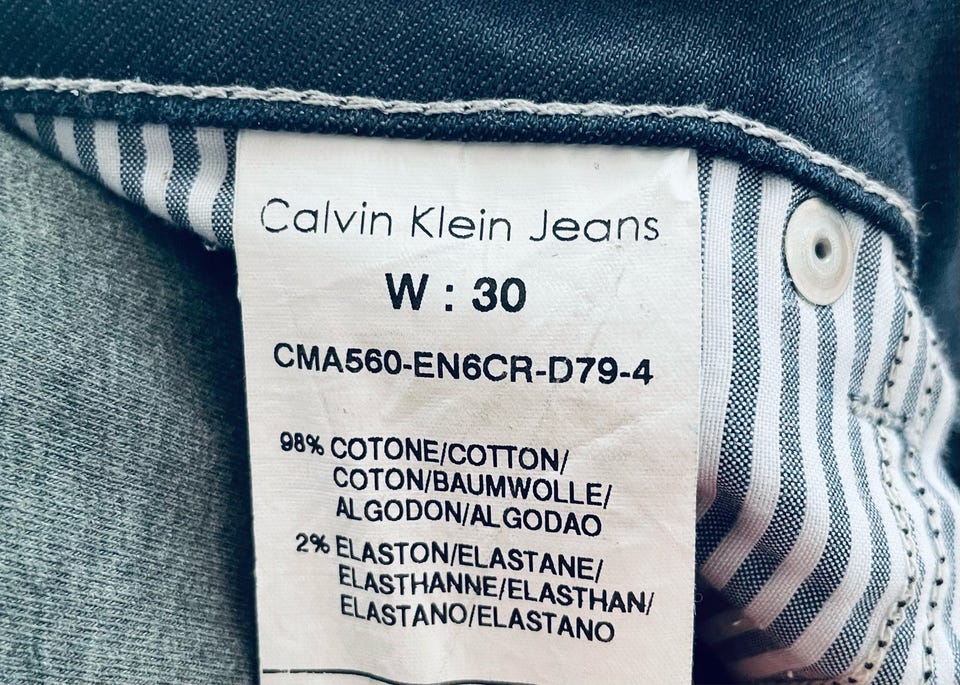 Calvin Klein Jeans
W : 30
CMA560-EN6CR-D79-4
98% COTONE/COTTON/
COTON/BAUMWOLLE/
ALGODON/ALGODAO
2% ELASTON/ELASTANE/
ELASTHANNE/ELASTHAN/
ELASTANO/ELASTANO